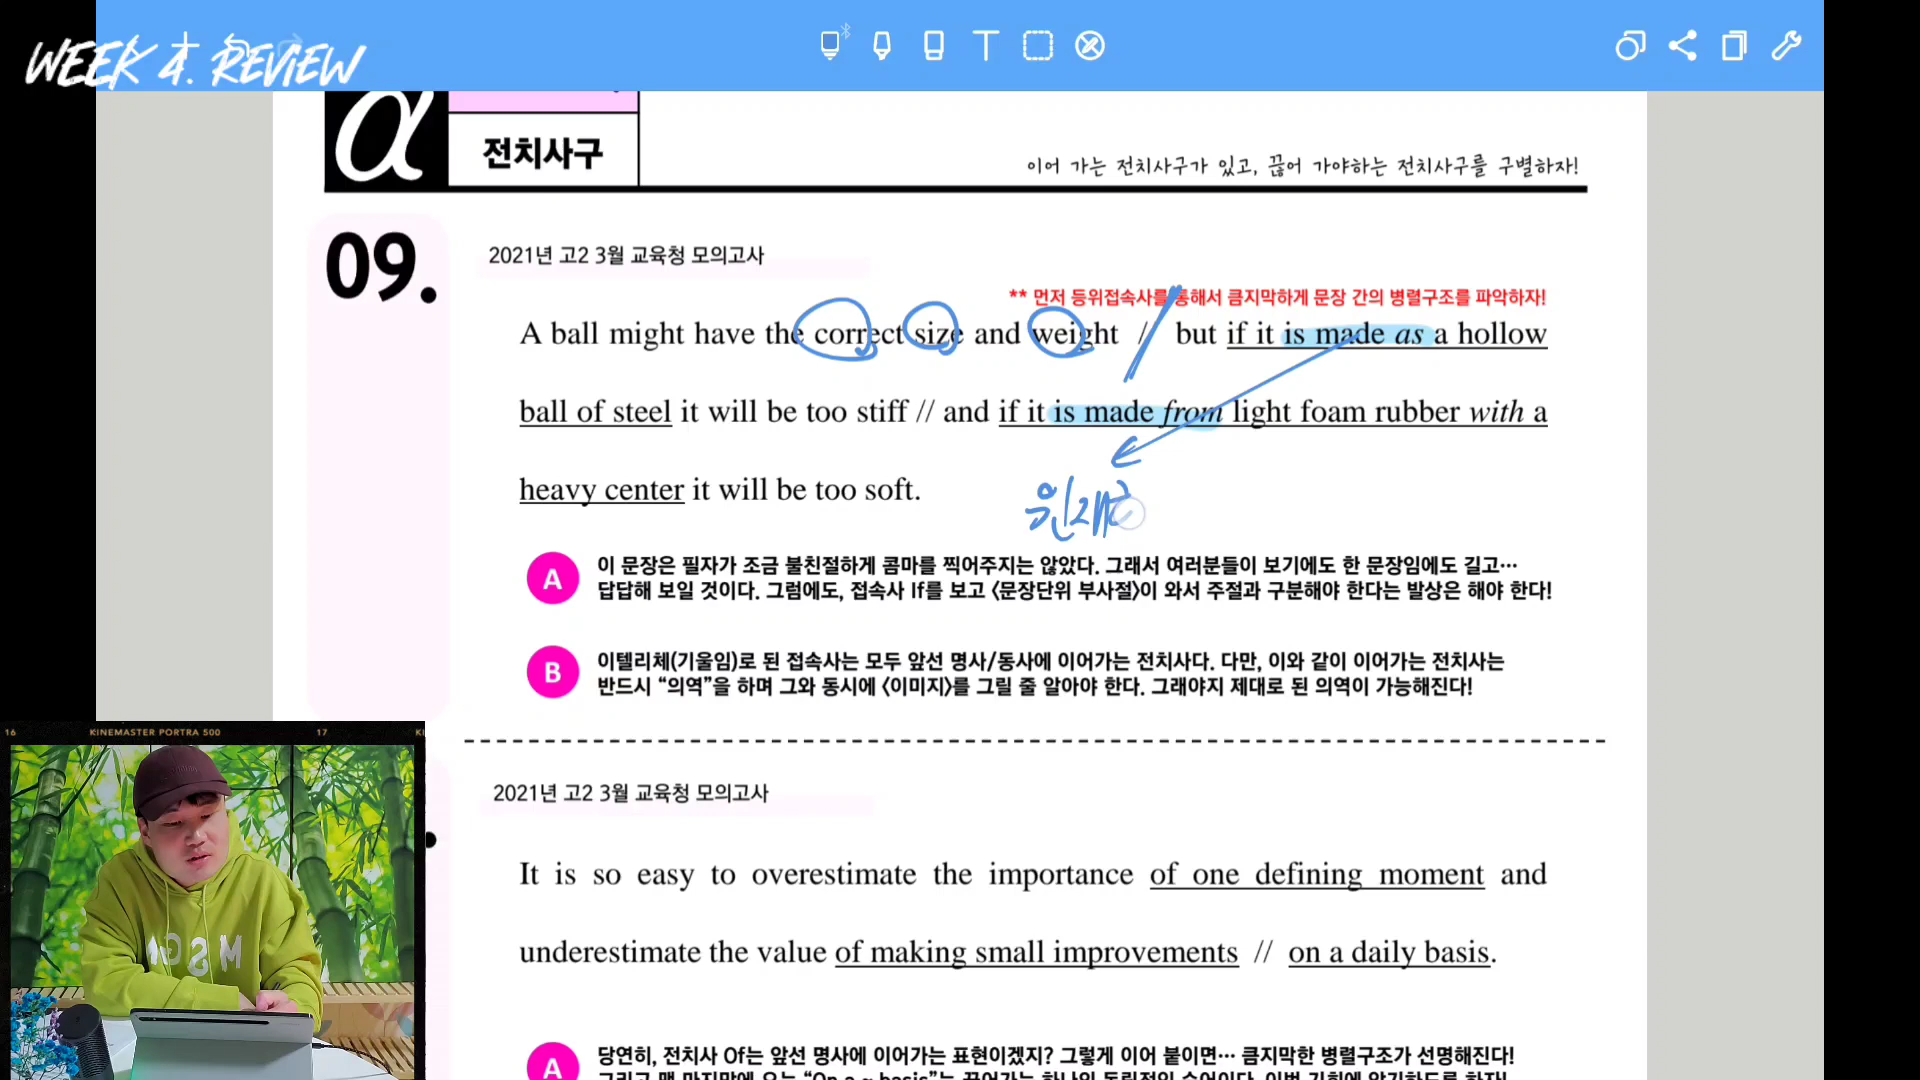 WEEK 4. REVIEW
α
전치사구
이어 가는 전치사구가 있고, 끊어 가야하는 전치사구를 구별하자!
09.
2021년 고2 3월 교육청 모의고사
** 먼저 등위접속사를 통해서 큼지막하게 문장 간의 병렬구조를 파악하자!
A ball might have the correct size and weight // but if it is made as a hollow
ball of steel it will be too stiff // and if it is made from light foam rubber with a
heavy center it will be too soft.
원재료
A 이 문장은 필자가 조금 불친절하게 콤마를 찍어주지는 않았다. 그래서 여러분들이 보기에도 한 문장임에도 길고…
답답해 보일 것이다. 그럼에도, 접속사 If를 보고 <문장단위 부사절>이 와서 주절과 구분해야 한다는 발상은 해야 한다!
B 이텔리체(기울임)로 된 접속사는 모두 앞선 명사/동사에 이어가는 전치사다. 다만, 이와 같이 이어가는 전치사는
반드시 “의역”을 하며 그와 동시에 <이미지>를 그릴 줄 알아야 한다. 그래야지 제대로 된 의역이 가능해진다!
2021년 고2 3월 교육청 모의고사
It is so easy to overestimate the importance of one defining moment and
underestimate the value of making small improvements // on a daily basis.
A 당연히, 전치사 Of는 앞선 명사에 이어가는 표현이겠지? 그렇게 이어 붙이면… 큼지막한 병렬구조가 선명해진다!
16 KINEMASTER PORTRA 500 17 KI
MSGM